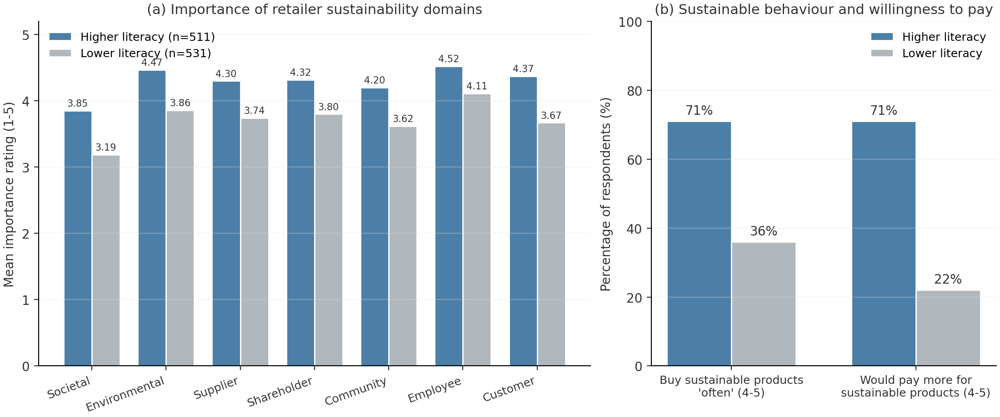 (a) Importance of retailer sustainability domains
Mean importance rating (1-5)
5
4
3
2
1
0
Higher literacy (n=511)
Lower literacy (n=531)
3.85
3.19
4.47
3.86
4.30
3.74
4.32
3.80
4.20
3.62
4.52
4.11
4.37
3.67
Societal
Environmental
Supplier
Shareholder
Community
Employee
Customer
(b) Sustainable behaviour and willingness to pay
Percentage of respondents (%)
100
80
60
40
20
0
Higher literacy
Lower literacy
71%
36%
71%
22%
Buy sustainable products
'often' (4-5)
Would pay more for
sustainable products (4-5)